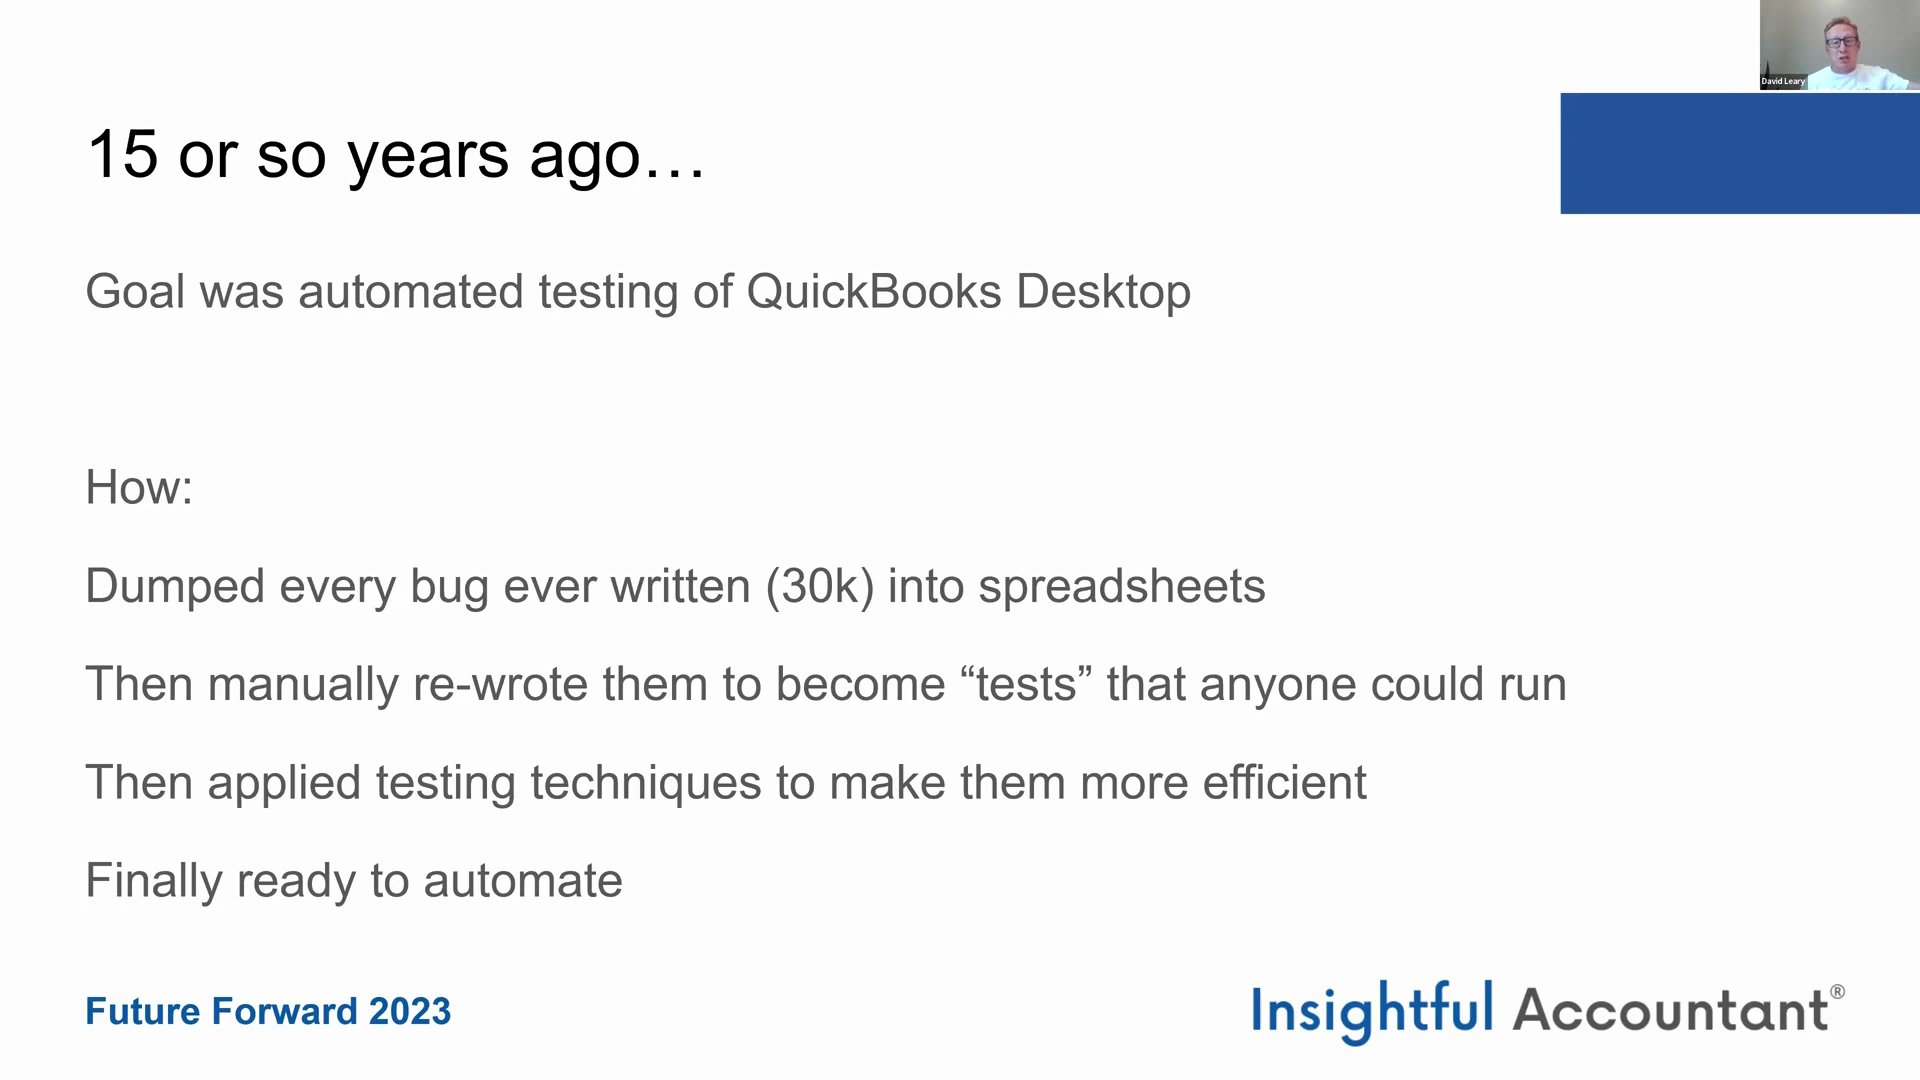 David Leary
15 or so years ago…
Goal was automated testing of QuickBooks Desktop
How:
Dumped every bug ever written (30k) into spreadsheets
Then manually re-wrote them to become “tests” that anyone could run
Then applied testing techniques to make them more efficient
Finally ready to automate
Future Forward 2023
Insightful Accountant®